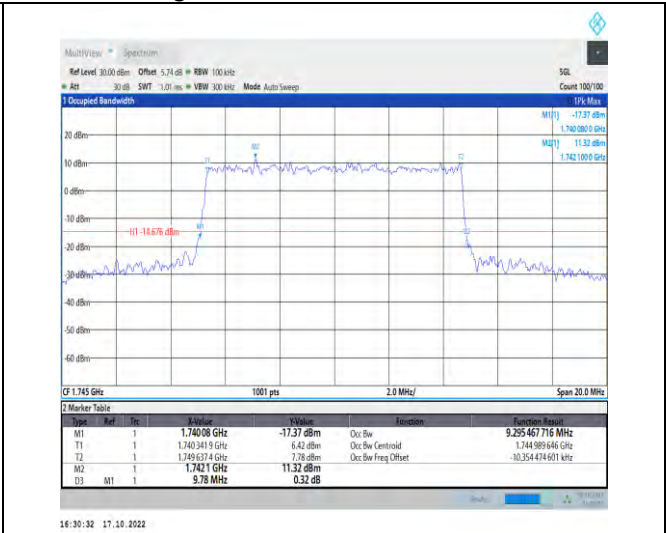 MultiView Spectrum
Ref Level 30.00 dBm Offset 5.74 dB RBW 100 kHz SGL
Att 30 dB SWT 1.01 ms VBW 300 kHz Mode Auto Sweep Count 100/100
1 Occupied Bandwidth 1Pk Max
M1[1] -17.37 dBm
1.740 080 0 GHz
M2[1] 11.32 dBm
1.742 100 0 GHz
20 dBm
M2
T1
T2
10 dBm
0 dBm
-10 dBm
M1
H1 -14.676 dBm
-20 dBm
-30 dBm
-40 dBm
-50 dBm
-60 dBm
CF 1.745 GHz 1001 pts 2.0 MHz/ Span 20.0 MHz
2 Marker Table
Type Ref Trc X-Value Y-Value Function Function Result
M1 1 1.74008 GHz -17.37 dBm Occ Bw 9.295 467 716 MHz
T1 1 1.740 341 9 GHz 6.42 dBm Occ Bw Centroid 1.744 989 646 GHz
T2 1 1.749 637 4 GHz 7.78 dBm Occ Bw Freq Offset -10.354 474 601 kHz
M2 1 1.7421 GHz 11.32 dBm
D3 M1 1 9.78 MHz 0.32 dB
16:30:32 17.10.2022